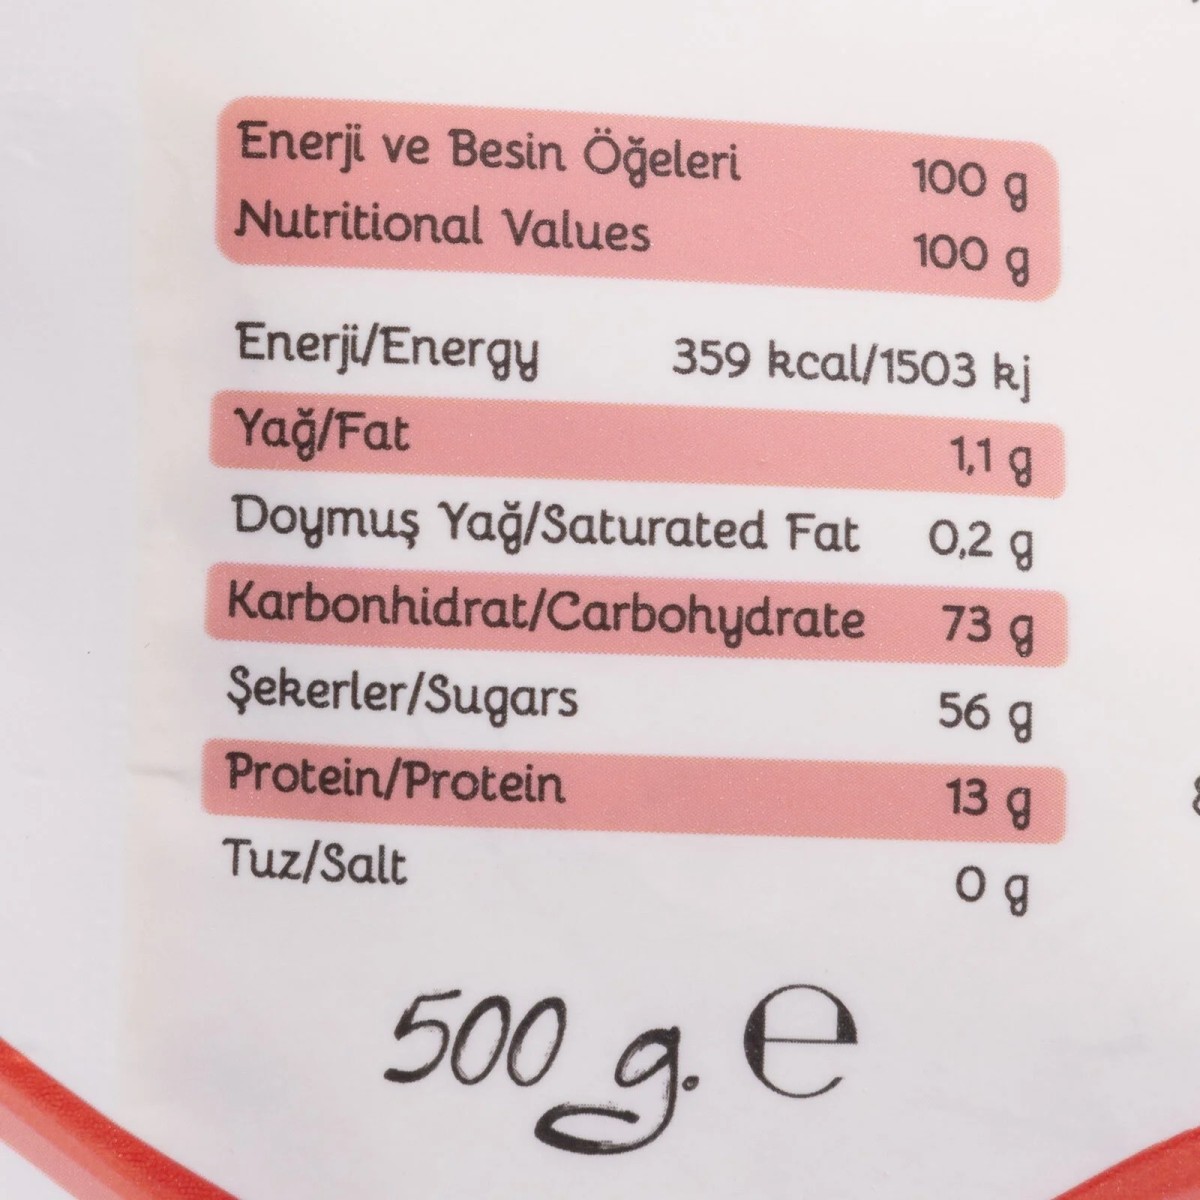 Enerji ve Besin Öğeleri 100 g
Nutritional Values 100 g
Enerji/Energy 359 kcal/1503 kj
Yağ/Fat 1,1 g
Doymuş Yağ/Saturated Fat 0,2 g
Karbonhidrat/Carbohydrate 73 g
Şekerler/Sugars 56 g
Protein/Protein 13 g
Tuz/Salt 0 g
500 g. ℮